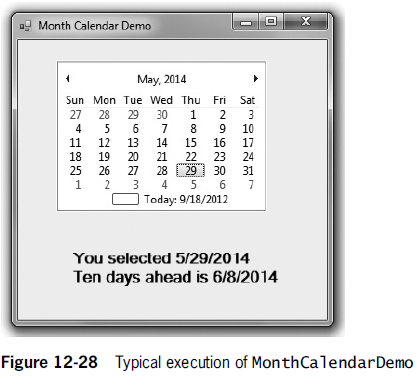 Month Calendar Demo
May, 2014
Sun Mon Tue Wed Thu Fri Sat
27 28 29 30 1 2 3
4 5 6 7 8 9 10
11 12 13 14 15 16 17
18 19 20 21 22 23 24
25 26 27 28 29 30 31
1 2 3 4 5 6 7
Today: 9/18/2012
You selected 5/29/2014
Ten days ahead is 6/8/2014
Figure 12-28 Typical execution of MonthCalendarDemo